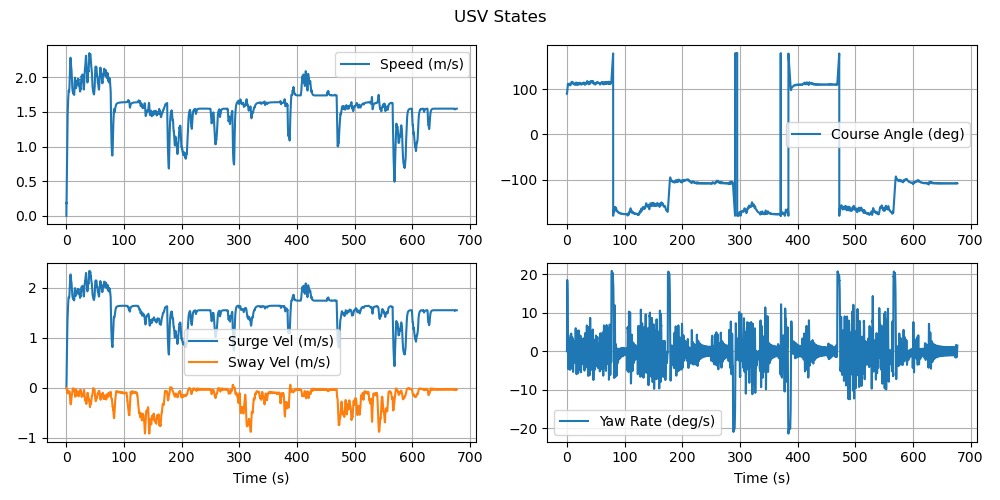 USV States
2.0
1.5
1.0
0.5
0.0
Speed (m/s)
0 100 200 300 400 500 600 700
100
0
−100
Course Angle (deg)
0 100 200 300 400 500 600 700
2
1
0
−1
Surge Vel (m/s)
Sway Vel (m/s)
0 100 200 300 400 500 600 700
Time (s)
20
10
0
−10
−20
Yaw Rate (deg/s)
0 100 200 300 400 500 600 700
Time (s)